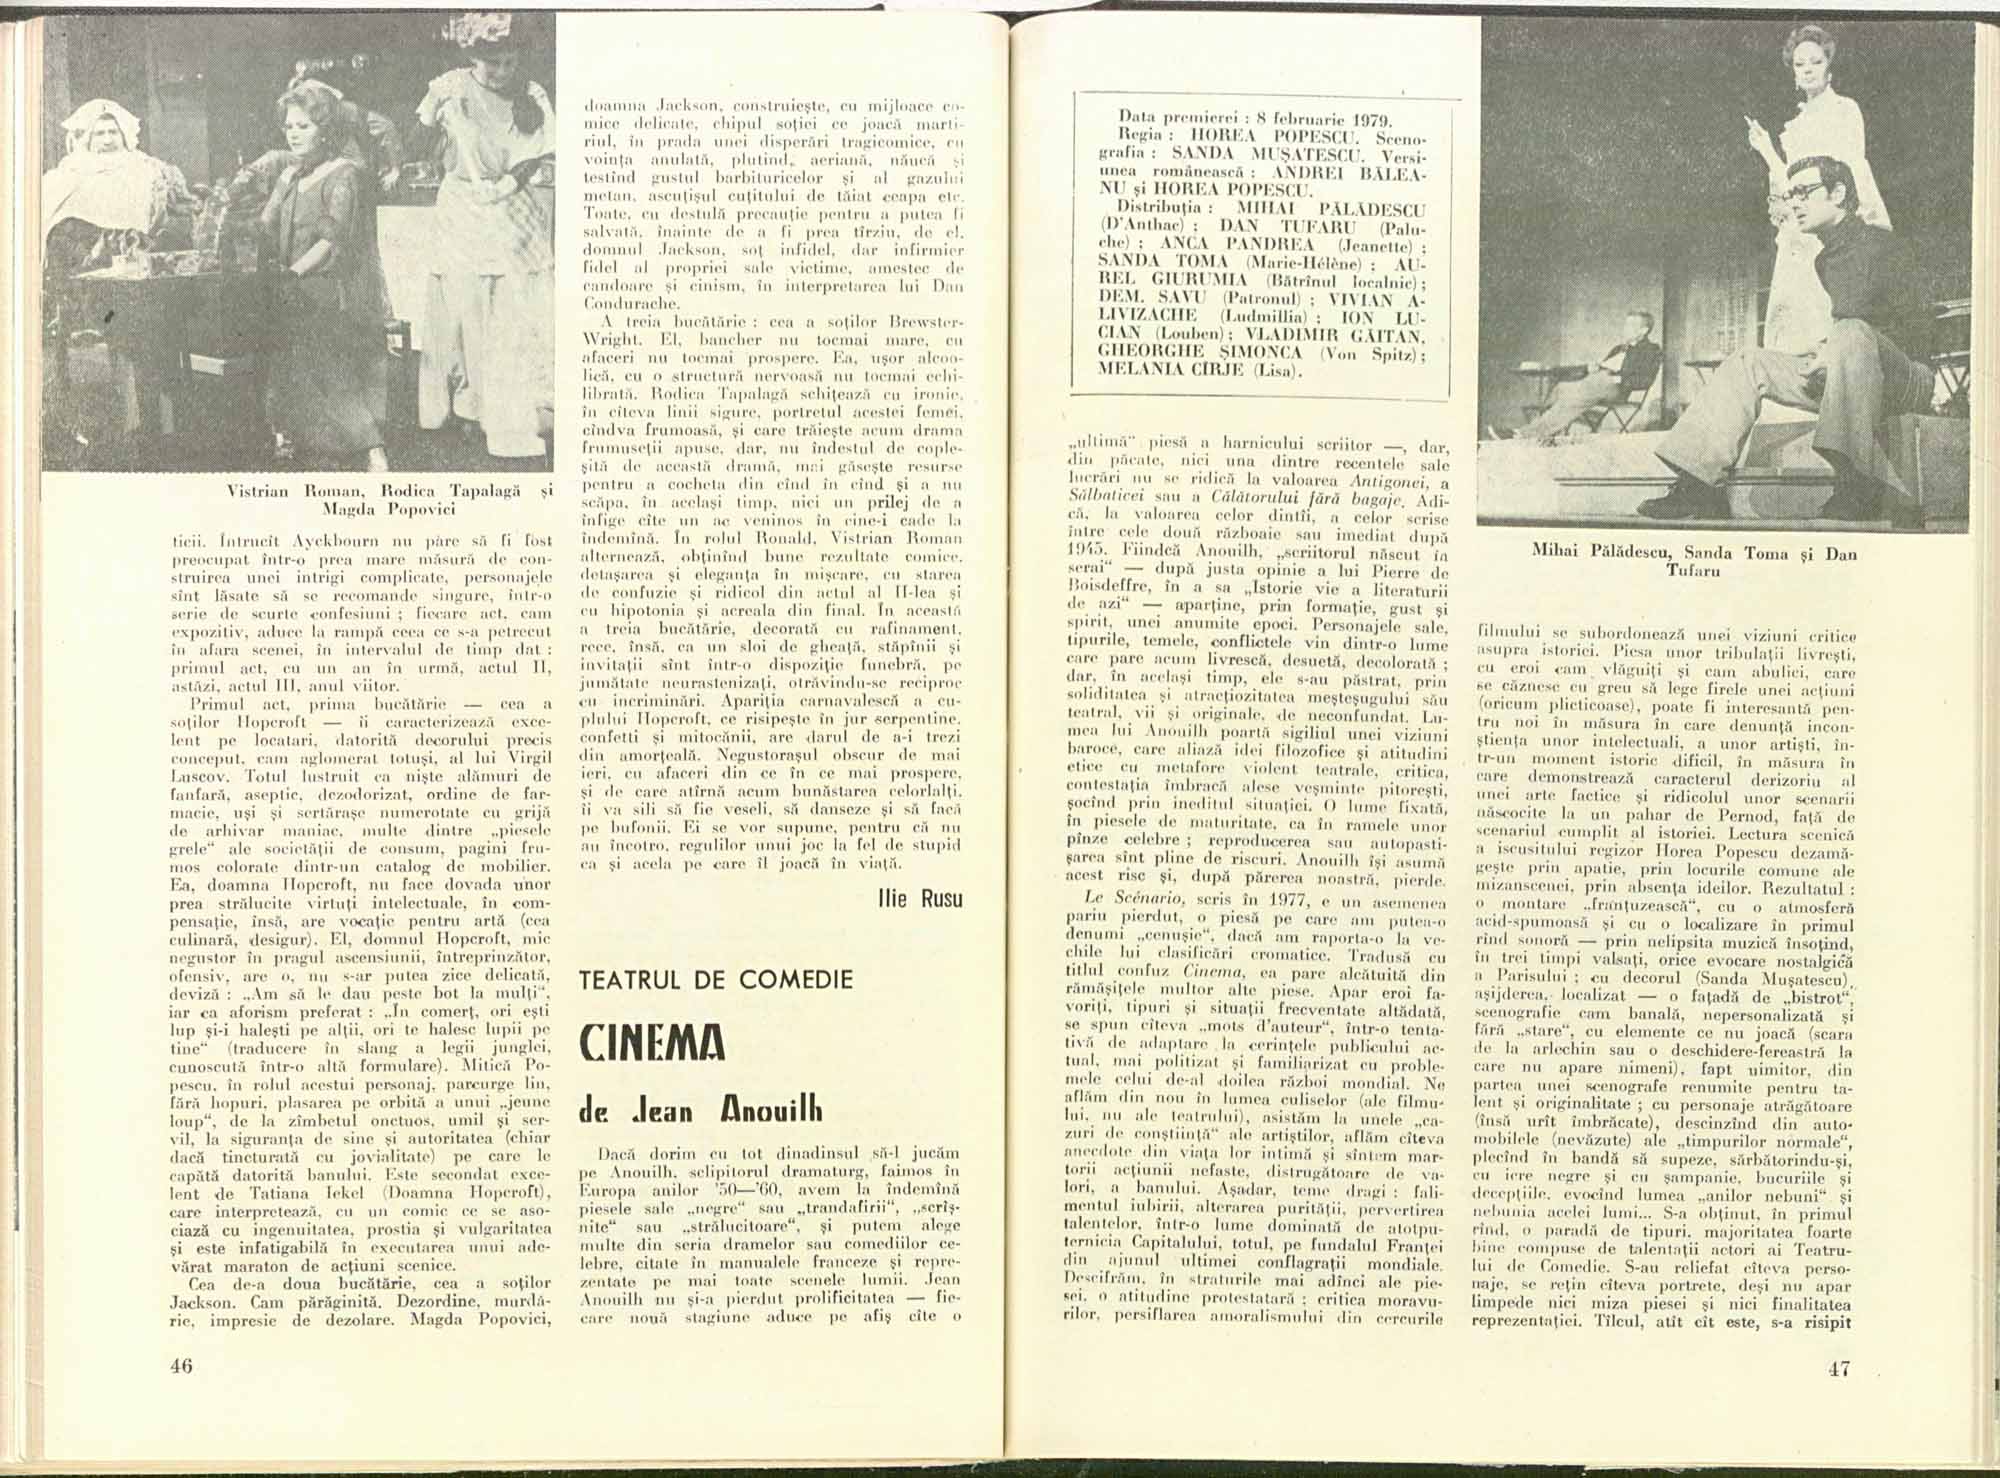 Vistrian Roman, Rodica Tapalagă și
Magda Popovici
ticii. Întrucît Ayckbourn nu pare să fi fost
preocupat într-o prea mare măsură de con-
struirea unei intrigi complicate, personajele
sînt lăsate să se recomande singure, într-o
serie de scurte confesiuni ; fiecare act, cam
expozitiv, aduce la rampă ceea ce s-a petrecut
în afara scenei, în intervalul de timp dat :
primul act, cu un an în urmă, actul II,
astăzi, actul III, anul viitor.
Primul act, prima bucătărie — cea a
soților Hopcroft — îi caracterizează exce-
lent pe locatari, datorită decorului precis
conceput, cam aglomerat totuși, al lui Virgil
Luscov. Totul lustruit ca niște alămuri de
fanfară, aseptic, dezodorizat, ordine de far-
macie, uși și sertărașe numerotate cu grijă
de arhivar maniac, multe dintre „piesele
grele“ ale societății de consum, pagini fru-
mos colorate dintr-un catalog de mobilier.
Ea, doamna Hopcroft, nu face dovada unor
prea strălucite virtuți intelectuale, în com-
pensație, însă, are vocație pentru artă (cea
culinară, desigur). El, domnul Hopcroft, mic
negustor în pragul ascensiunii, întreprinzător,
ofensiv, are o, nu s-ar putea zice delicată,
deviză : „Am să le dau peste bot la mulți“,
iar ca aforism preferat : „În comerț, ori ești
lup și-i halești pe alții, ori te halesc lupii pe
tine“ (traducere în slang a legii junglei,
cunoscută într-o altă formulare). Mitică Po-
pescu, în rolul acestui personaj, parcurge lin,
fără hopuri, plasarea pe orbită a unui „jeune
loup“, de la zîmbetul onctuos, umil și ser-
vil, la siguranța de sine și autoritatea (chiar
dacă tincturată cu jovialitate) pe care le
capătă datorită banului. Este secondat exce-
lent de Tatiana Iekel (Doamna Hopcroft),
care interpretează, cu un comic ce se aso-
ciază cu ingenuitatea, prostia și vulgaritatea
și este infatigabilă în executarea unui ade-
vărat maraton de acțiuni scenice.
Cea de-a doua bucătărie, cea a soților
Jackson. Cam părăginită. Dezordine, murdă-
rie, impresie de dezolare. Magda Popovici,
46
doamna Jackson, construiește, cu mijloace co-
mice delicate, chipul soției ce joacă marti-
riul, în prada unei disperări tragicomice, cu
voința anulată, plutind, aeriană, năucă și
testînd gustul barbituricelor și al gazului
metan, ascuțișul cuțitului de tăiat ceapa etc.
Toate, cu destulă precauție pentru a putea fi
salvată, înainte de a fi prea tîrziu, de el,
domnul Jackson, soț infidel, dar infirmier
fidel al propriei sale victime, amestec de
candoare și cinism, în interpretarea lui Dan
Condurache.
A treia bucătărie : cea a soților Brewster-
Wright. El, bancher nu tocmai mare, cu
afaceri nu tocmai prospere. Ea, ușor alcoo-
lică, cu o structură nervoasă nu tocmai echi-
librată. Rodica Tapalagă schițează cu ironie,
în cîteva linii sigure, portretul acestei femei,
cîndva frumoasă, și care trăiește acum drama
frumuseții apuse, dar, nu îndestul de cople-
șită de această dramă, mai găsește resurse
pentru a cocheta din cînd în cînd și a nu
scăpa, în același timp, nici un prilej de a
înfige cîte un ac veninos în cine-i cade la
îndemînă. În rolul Ronald, Vistrian Roman
alternează, obținînd bune rezultate comice,
detașarea și eleganța în mișcare, cu starea
de confuzie și ridicol din actul al II-lea și
cu hipotonia și acreala din final. În această
a treia bucătărie, decorată cu rafinament,
rece, însă, ca un sloi de gheață, stăpînii și
invitații sînt într-o dispoziție funebră, pe
jumătate neurastenizați, otrăvindu-se reciproc
cu incriminări. Apariția carnavalescă a cu-
plului Hopcroft, ce risipește în jur serpentine,
confetti și mitocănii, are darul de a-i trezi
din amorțeală. Negustorașul obscur de mai
ieri, cu afaceri din ce în ce mai prospere,
și de care atîrnă acum bunăstarea celorlalți,
îi va sili să fie veseli, să danseze și să facă
pe bufonii. Ei se vor supune, pentru că nu
au încotro, regulilor unui joc la fel de stupid
ca și acela pe care îl joacă în viață.
Ilie Rusu
TEATRUL DE COMEDIE
CINEMA
de Jean Anouilh
Dacă dorim cu tot dinadinsul să-l jucăm
pe Anouilh, sclipitorul dramaturg, faimos în
Europa anilor ’50—’60, avem la îndemînă
piesele sale „negre“ sau „trandafirii“, „scrîș-
nite“ sau „strălucitoare“, și putem alege
multe din seria dramelor sau comediilor ce-
lebre, citate în manualele franceze și repre-
zentate pe mai toate scenele lumii. Jean
Anouilh nu și-a pierdut prolificitatea — fie-
care nouă stagiune aduce pe afiș cîte o
Data premierei : 8 februarie 1979.
Regia : HOREA POPESCU. Sceno-
grafia : SANDA MUȘATESCU. Versi-
unea românească : ANDREI BĂLEA-
NU și HOREA POPESCU.
Distribuția : MIHAI PĂLĂDESCU
(D'Anthac) ; DAN TUFARU (Palu-
che) ; ANCA PANDREA (Jeanette) ;
SANDA TOMA (Marie-Hélène) ; AU-
REL GIURUMIA (Bătrînul localnic) ;
DEM. SAVU (Patronul) ; VIVIAN A-
LIVIZACHE (Ludmillia) ; ION LU-
CIAN (Louben) ; VLADIMIR GĂITAN,
GHEORGHE ȘIMONCA (Von Spitz) ;
MELANIA CÎRJE (Lisa).
„ultimă“ piesă a harnicului scriitor —, dar,
din păcate, nici una dintre recentele sale
lucrări nu se ridică la valoarea Antigonei, a
Sălbaticei sau a Călătorului fără bagaje. Adi-
că, la valoarea celor dintîi, a celor scrise
între cele două războaie sau imediat după
1945. Fiindcă Anouilh, „scriitorul născut în
serai“ — după justa opinie a lui Pierre de
Boisdeffre, în a sa „Istorie vie a literaturii
de azi“ — aparține, prin formație, gust și
spirit, unei anumite epoci. Personajele sale,
tipurile, temele, conflictele vin dintr-o lume
care pare acum livrescă, desuetă, decolorată ;
dar, în același timp, ele s-au păstrat, prin
soliditatea și atracțiozitatea meșteșugului său
teatral, vii și originale, de neconfundat. Lu-
mea lui Anouilh poartă sigiliul unei viziuni
baroce, care aliază idei filozofice și atitudini
etice cu metafore violent teatrale, critica,
contestația îmbracă alese veșminte pitorești,
șocînd prin ineditul situației. O lume fixată,
în piesele de maturitate, ca în ramele unor
pînze celebre ; reproducerea sau autopasti-
șarea sînt pline de riscuri. Anouilh își asumă
acest risc și, după părerea noastră, pierde.
Le Scénario, scris în 1977, e un asemenea
pariu pierdut, o piesă pe care am putea-o
denumi „cenușie“, dacă am raporta-o la ve-
chile lui clasificări cromatice. Tradusă cu
titlul confuz Cinema, ea pare alcătuită din
rămășițele multor alte piese. Apar eroi fa-
voriți, tipuri și situații frecventate altădată,
se spun cîteva „mots d'auteur“, într-o tenta-
tivă de adaptare la cerințele publicului ac-
tual, mai politizat și familiarizat cu proble-
mele celui de-al doilea război mondial. Ne
aflăm din nou în lumea culiselor (ale filmu-
lui, nu ale teatrului), asistăm la unele „ca-
zuri de conștiință“ ale artiștilor, aflăm cîteva
anecdote din viața lor intimă și sîntem mar-
torii acțiunii nefaste, distrugătoare de va-
lori, a banului. Așadar, teme dragi : fali-
mentul iubirii, alterarea purității, pervertirea
talentelor, într-o lume dominată de atotpu-
ternicia Capitalului, totul, pe fundalul Franței
din ajunul ultimei conflagrații mondiale.
Descifrăm, în straturile mai adînci ale pie-
sei, o atitudine protestatară ; critica moravu-
rilor, persiflarea amoralismului din cercurile
Mihai Pălădescu, Sanda Toma și Dan
Tufaru
filmului se subordonează unei viziuni critice
asupra istoriei. Piesa unor tribulații livrești,
cu eroi cam vlăguiți și cam abulici, care
se căznesc cu greu să lege firele unei acțiuni
(oricum plicticoase), poate fi interesantă pen-
tru noi în măsura în care denunță incon-
știența unor intelectuali, a unor artiști, în-
tr-un moment istoric dificil, în măsura în
care demonstrează caracterul derizoriu al
unei arte factice și ridicolul unor scenarii
născocite la un pahar de Pernod, față de
scenariul cumplit al istoriei. Lectura scenică
a iscusitului regizor Horea Popescu dezamă-
gește prin apatie, prin locurile comune ale
mizanscenei, prin absența ideilor. Rezultatul :
o montare „franțuzească“, cu o atmosferă
acid-spumoasă și cu o localizare în primul
rînd sonoră — prin nelipsita muzică însoțind,
în trei timpi valsați, orice evocare nostalgică
a Parisului ; cu decorul (Sanda Mușatescu),
așijderea, localizat — o fațadă de „bistrot“,
scenografie cam banală, nepersonalizată și
fără „stare“, cu elemente ce nu joacă (scara
de la arlechin sau o deschidere-fereastră la
care nu apare nimeni), fapt uimitor, din
partea unei scenografe renumite pentru ta-
lent și originalitate ; cu personaje atrăgătoare
(însă urît îmbrăcate), descinzînd din auto-
mobilele (nevăzute) ale „timpurilor normale“,
plecînd în bandă să supeze, sărbătorindu-și,
cu icre negre și cu șampanie, bucuriile și
decepțiile, evocînd lumea „anilor nebuni“ și
nebunia acelei lumi... S-a obținut, în primul
rînd, o paradă de tipuri, majoritatea foarte
bine compuse de talentații actori ai Teatru-
lui de Comedie. S-au reliefat cîteva perso-
naje, se rețin cîteva portrete, deși nu apar
limpede nici miza piesei și nici finalitatea
reprezentației. Tîlcul, atît cît este, s-a risipit
47